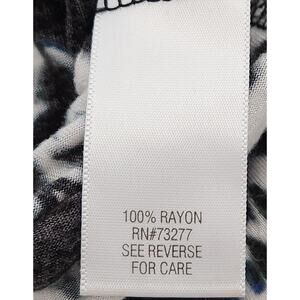 100% RAYON
RN#73277
SEE REVERSE
FOR CARE